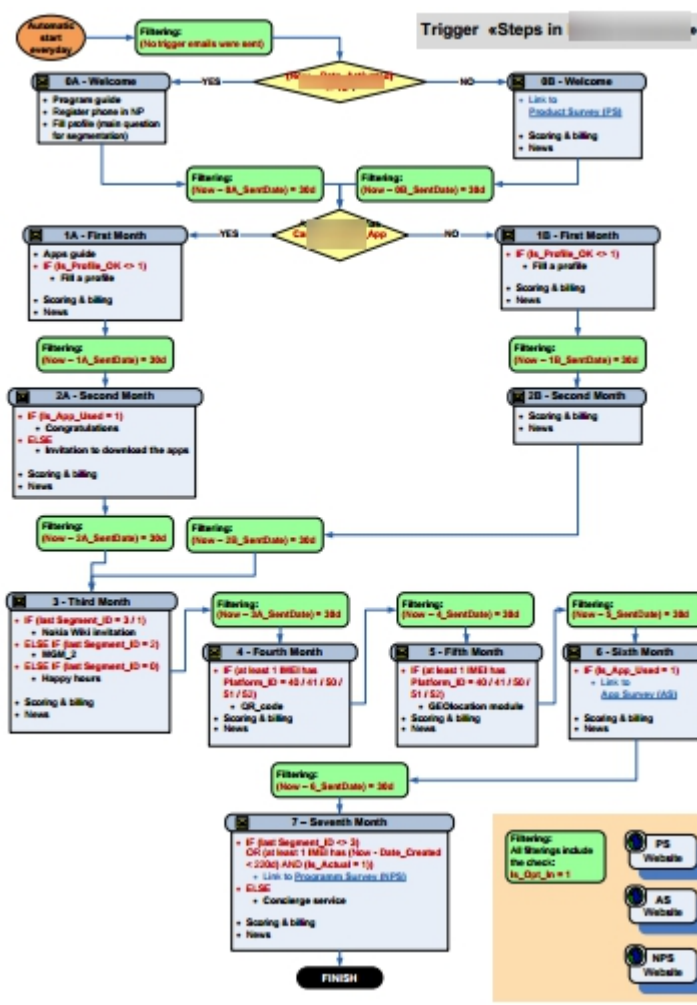 Automatic
start
everyday
Filtering:
(No trigger emails were sent)
Trigger «Steps in
YES
NO
0A - Welcome
+ Program guide
+ Register phone in NP
+ Fill profile (main question
for segmentation)
0B - Welcome
+ Link to
Product Survey (PS)
+ Scoring & billing
+ News
Filtering:
(Now – 0A_SentDate) = 30d
Filtering:
(Now – 0B_SentDate) = 30d
YES
App
NO
1A - First Month
+ Apps guide
+ IF (Is_Profile_OK <> 1)
+ Fill a profile
+ Scoring & billing
+ News
1B - First Month
+ IF (Is_Profile_OK <> 1)
+ Fill a profile
+ Scoring & billing
+ News
Filtering:
(Now – 1A_SentDate) = 30d
Filtering:
(Now – 1B_SentDate) = 30d
2A - Second Month
+ IF (Is_App_Used = 1)
+ Congratulations
+ ELSE
+ Invitation to download the apps
+ Scoring & billing
+ News
2B - Second Month
+ Scoring & billing
+ News
Filtering:
(Now – 2A_SentDate) = 30d
Filtering:
(Now – 2B_SentDate) = 30d
3 - Third Month
+ IF (last Segment_ID = 3 / 1)
+ Nokia Wiki invitation
+ ELSE IF (last Segment_ID = 2)
+ MGM_2
+ ELSE IF (last Segment_ID = 0)
+ Happy hours
+ Scoring & billing
+ News
Filtering:
(Now – 3A_SentDate) = 30d
4 - Fourth Month
+ IF (at least 1 IMEI has
Platform_ID = 40 / 41 / 50 /
51 / 52)
+ QR_code
+ Scoring & billing
+ News
Filtering:
(Now – 4_SentDate) = 30d
5 - Fifth Month
+ IF (at least 1 IMEI has
Platform_ID = 40 / 41 / 50 /
51 / 52)
+ GEOlocation module
+ Scoring & billing
+ News
Filtering:
(Now – 5_SentDate) = 30d
6 - Sixth Month
+ IF (Is_App_Used = 1)
+ Link to
App Survey (AS)
+ Scoring & billing
+ News
Filtering:
(Now – 6_SentDate) = 30d
7 – Seventh Month
+ IF (last Segment_ID <> 3)
OR (at least 1 IMEI has (Now - Date_Created
< 220d) AND (Is_Actual = 1))
+ Link to Programm Survey (NPS)
+ ELSE
+ Concierge service
+ Scoring & billing
+ News
FINISH
Filtering:
All filterings include
the check:
Is_Opt_In = 1
PS
Website
AS
Website
NPS
Website